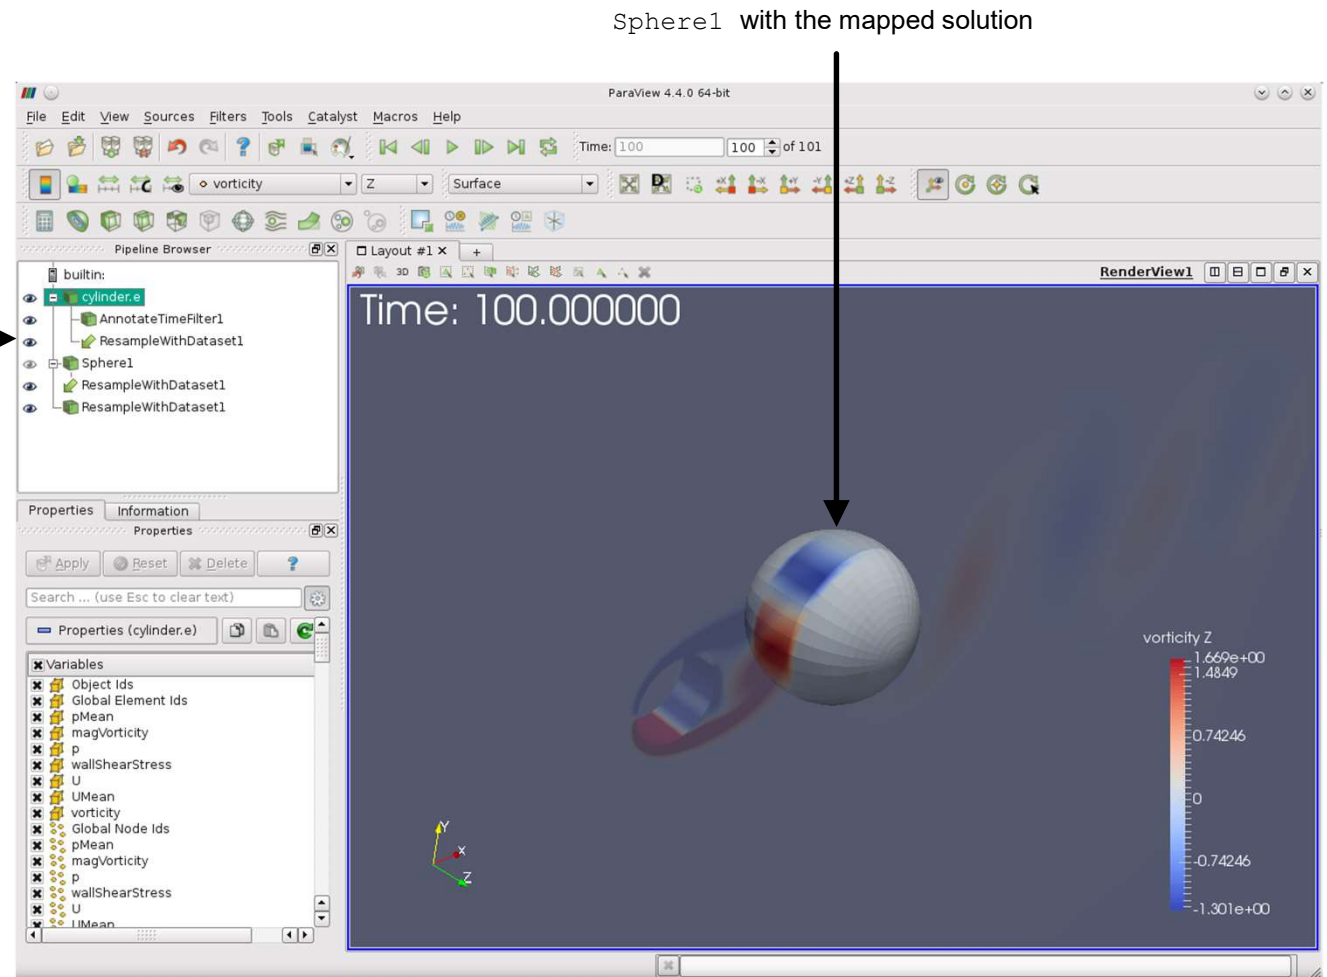 Sphere1 with the mapped solution
ParaView 4.4.0 64-bit
File Edit View Sources Filters Tools Catalyst Macros Help
Time: 100 100 of 101
vorticity Z Surface
Pipeline Browser
Layout #1
3D
RenderView1
builtin:
cylinder.e
AnnotateTimeFilter1
ResampleWithDataset1
Sphere1
ResampleWithDataset1
ResampleWithDataset1
Time: 100.000000
Properties Information
Properties
Apply Reset Delete ?
Search ... (use Esc to clear text)
Properties (cylinder.e)
Variables
Object Ids
Global Element Ids
pMean
magVorticity
p
wallShearStress
U
UMean
vorticity
Global Node Ids
pMean
magVorticity
p
wallShearStress
U
UMean
vorticity Z
1.669e+00
1.4849
0.74246
0
-0.74246
-1.301e+00
Y
X
Z